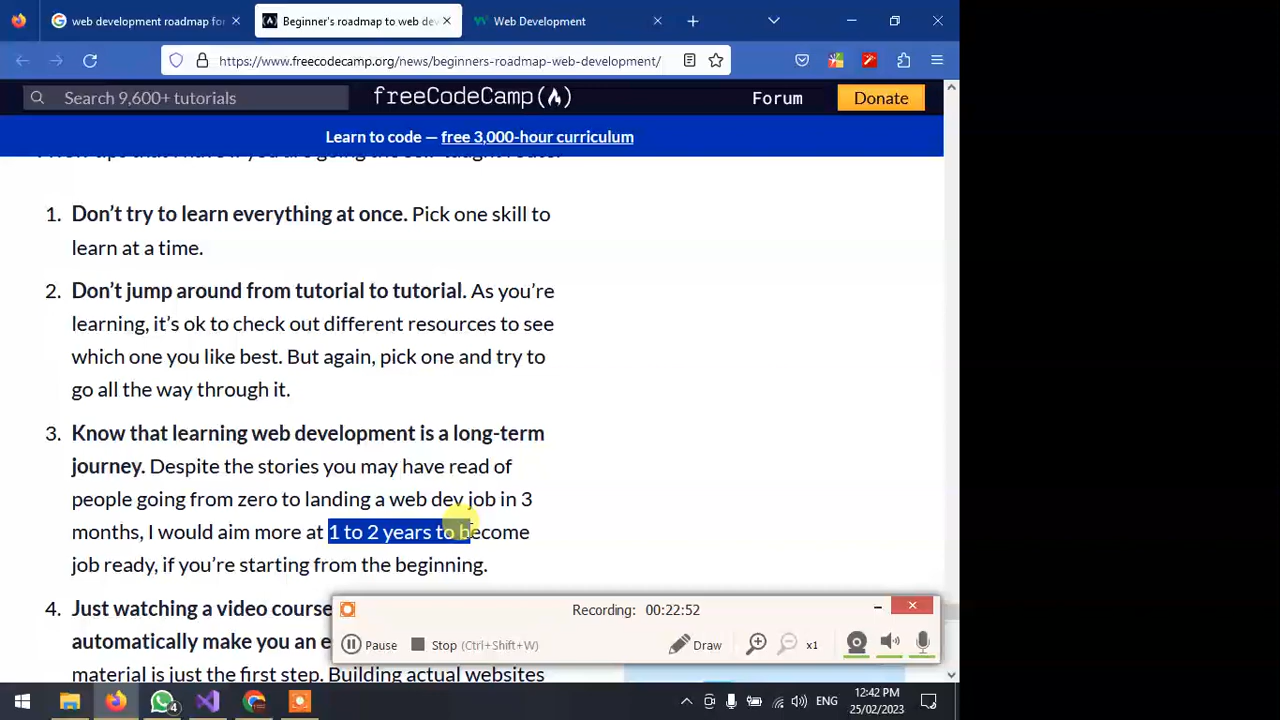 web development roadmap for
Beginner's roadmap to web dev
Web Development
https://www.freecodecamp.org/news/beginners-roadmap-web-development/
Search 9,600+ tutorials
freeCodeCamp
Forum
Donate
Learn to code — free 3,000-hour curriculum
1. Don’t try to learn everything at once. Pick one skill to
learn at a time.
2. Don’t jump around from tutorial to tutorial. As you’re
learning, it’s ok to check out different resources to see
which one you like best. But again, pick one and try to
go all the way through it.
3. Know that learning web development is a long-term
journey. Despite the stories you may have read of
people going from zero to landing a web dev job in 3
months, I would aim more at 1 to 2 years to become
job ready, if you’re starting from the beginning.
4. Just watching a video course
automatically make you an e
material is just the first step. Building actual websites
Recording: 00:22:52
Pause
Stop (Ctrl+Shift+W)
Draw
x1
4
ENG
12:42 PM
25/02/2023